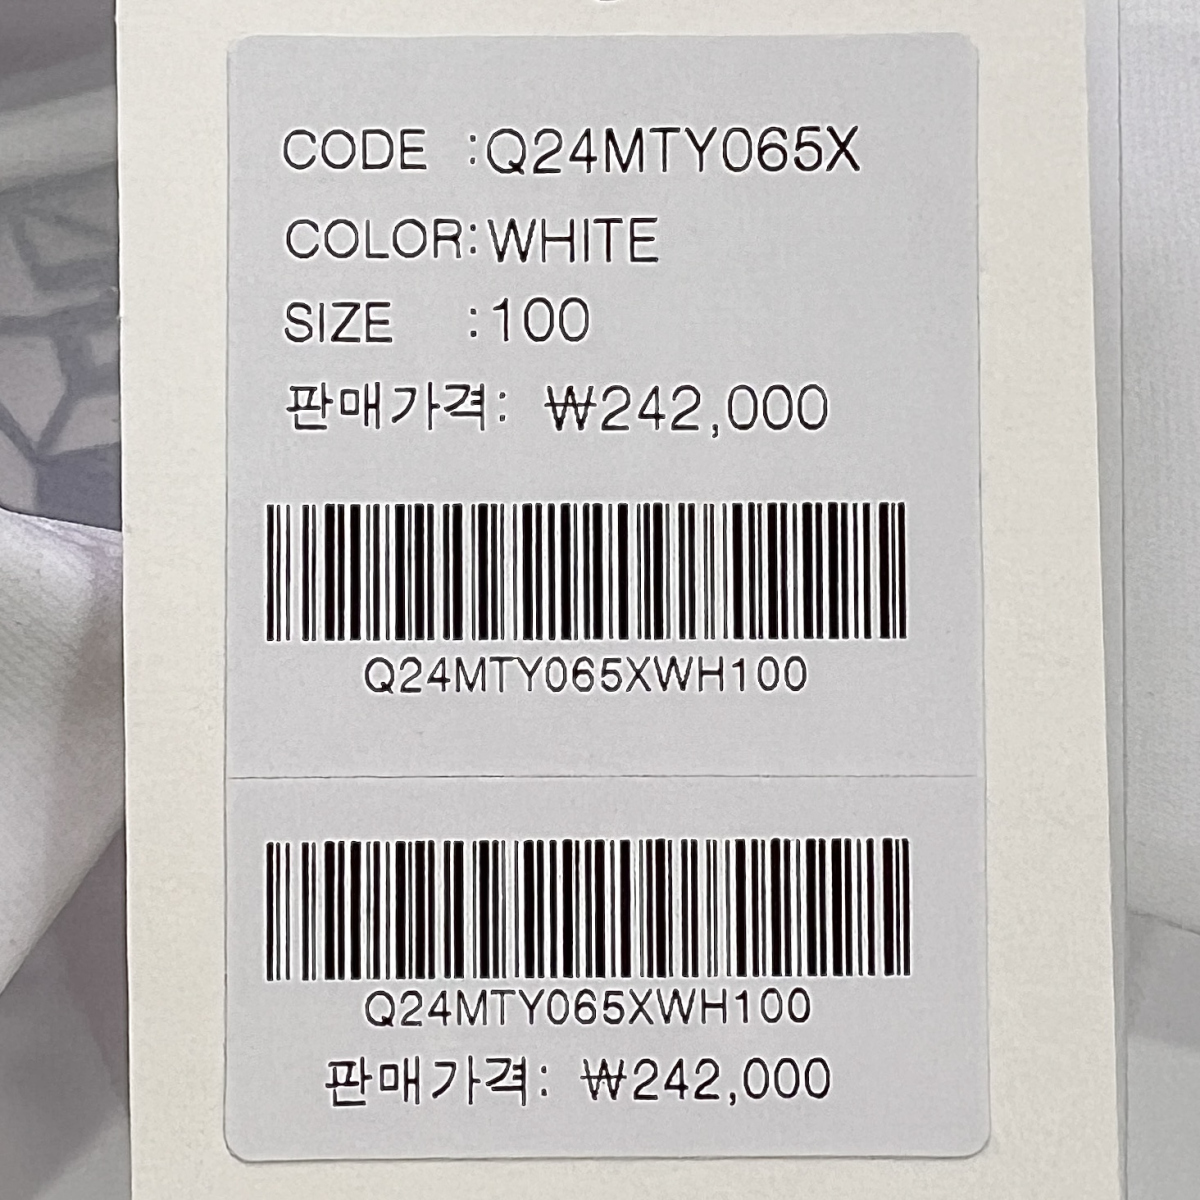 CODE :Q24MTY065X
COLOR:WHITE
SIZE :100
판매가격: ₩242,000
Q24MTY065XWH100
Q24MTY065XWH100
판매가격: ₩242,000